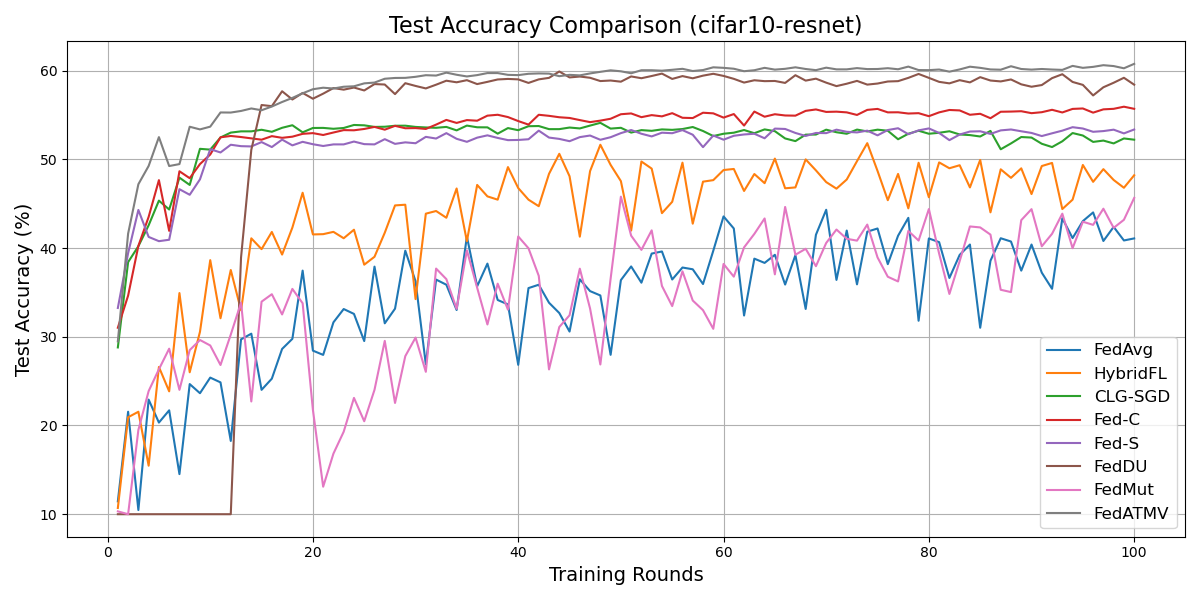 Test Accuracy Comparison (cifar10-resnet)
Test Accuracy (%)
60
50
40
30
20
10
0
20
40
60
80
100
Training Rounds
FedAvg
HybridFL
CLG-SGD
Fed-C
Fed-S
FedDU
FedMut
FedATMV